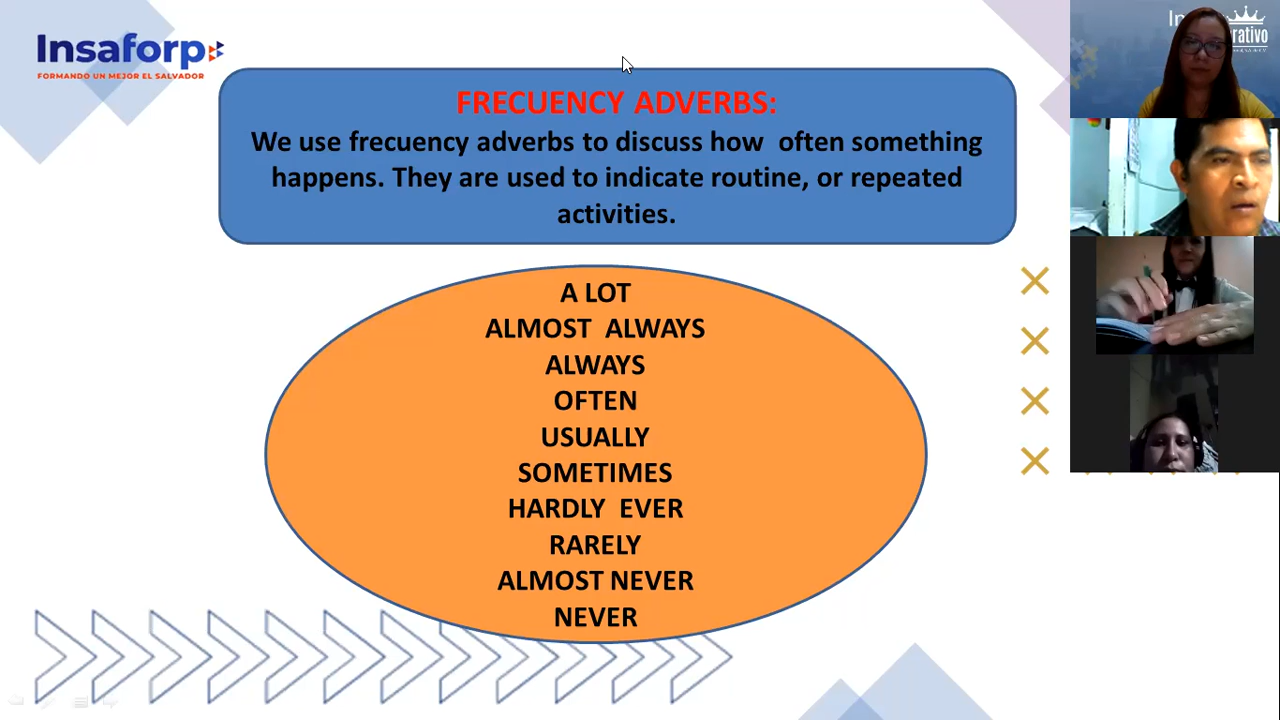 Insaforp
FORMANDO UN MEJOR EL SALVADOR
FRECUENCY ADVERBS:
We use frecuency adverbs to discuss how often something
happens. They are used to indicate routine, or repeated
activities.
A LOT
ALMOST ALWAYS
ALWAYS
OFTEN
USUALLY
SOMETIMES
HARDLY EVER
RARELY
ALMOST NEVER
NEVER